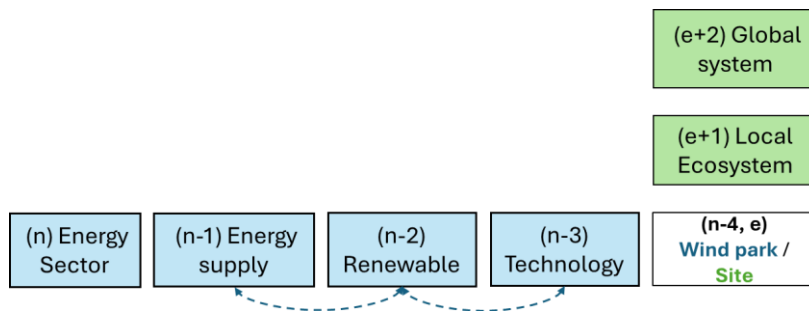 (e+2) Global
system
(e+1) Local
Ecosystem
(n) Energy
Sector
(n-1) Energy
supply
(n-2)
Renewable
(n-3)
Technology
(n-4, e)
Wind park /
Site